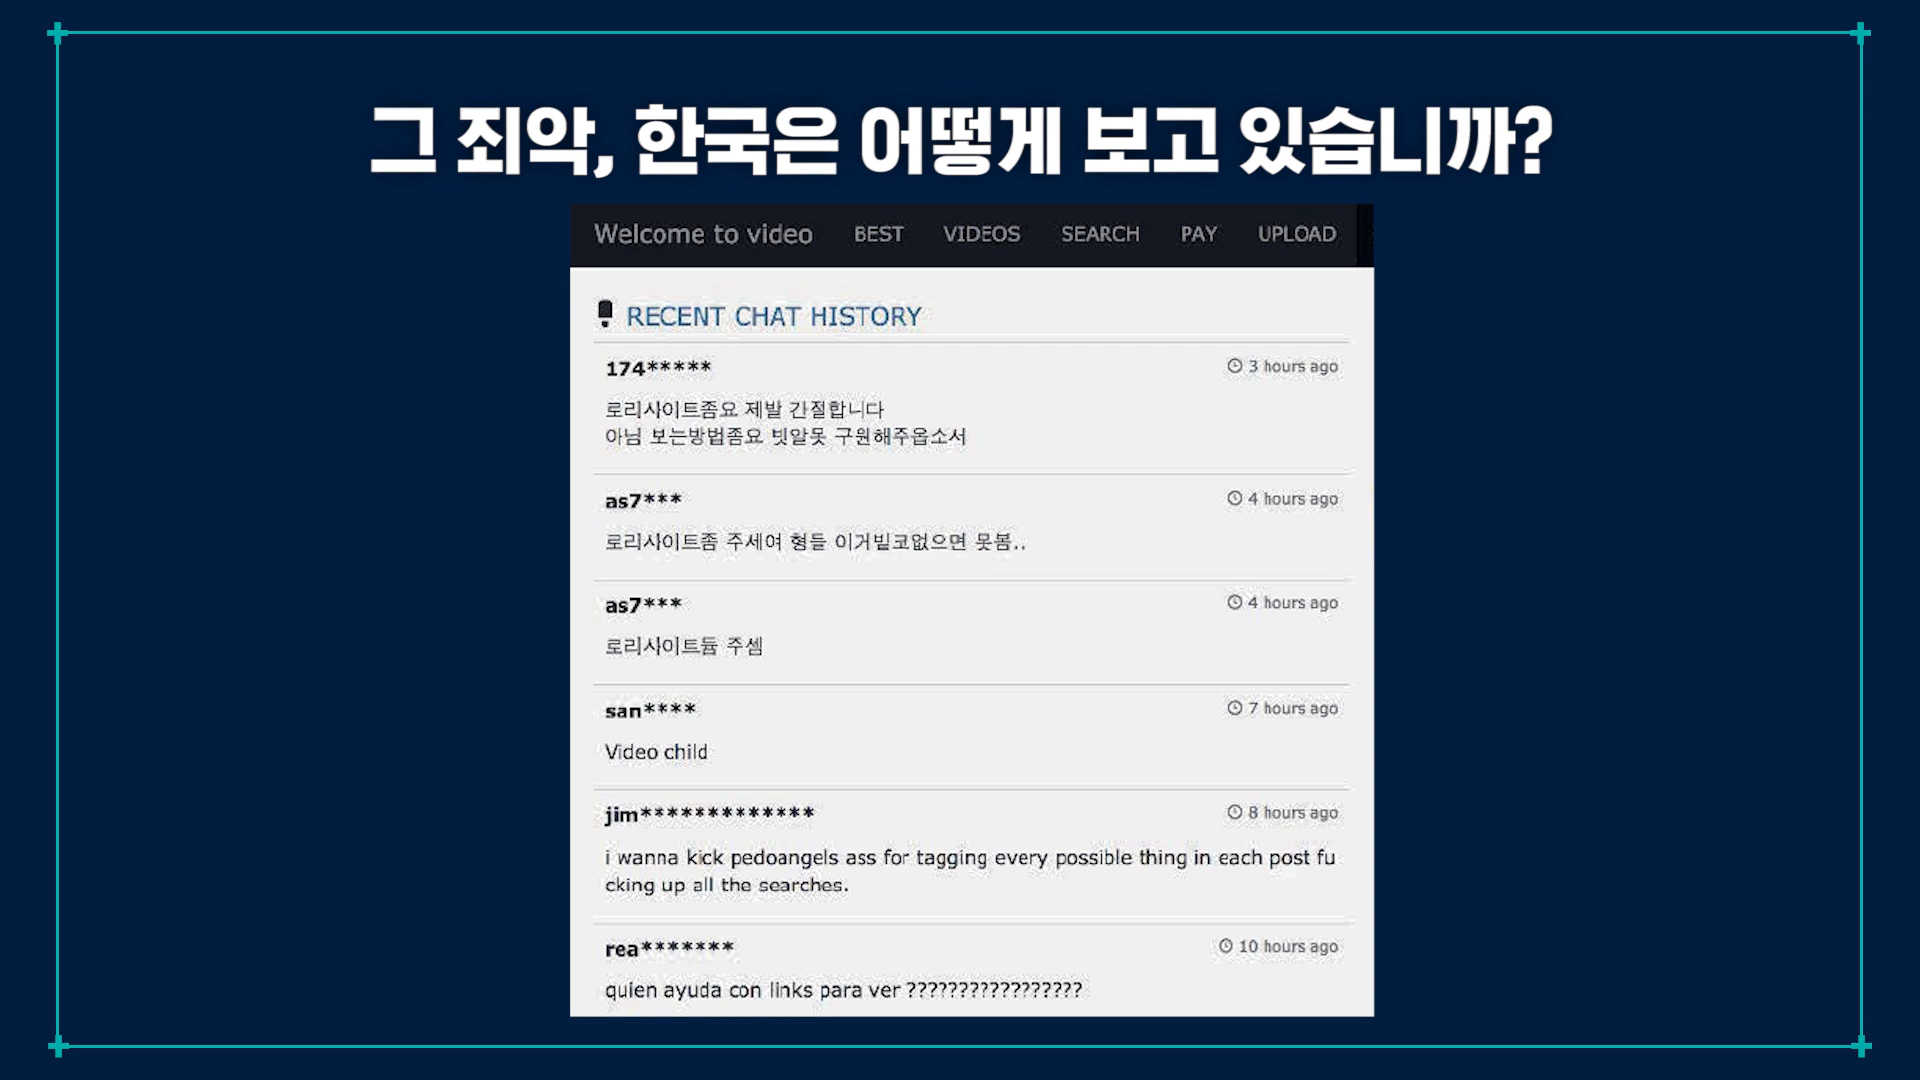 그 죄악, 한국은 어떻게 보고 있습니까?
Welcome to video BEST VIDEOS SEARCH PAY UPLOAD
RECENT CHAT HISTORY
174***** 3 hours ago
로리사이트좀요 제발 간절합니다
아님 보는방법좀요 빗알못 구원해주옵소서
as7*** 4 hours ago
로리사이트좀 주세여 형들 이거빝코없으면 못봄..
as7*** 4 hours ago
로리사이트듐 주셈
san**** 7 hours ago
Video child
jim************* 8 hours ago
i wanna kick pedoangels ass for tagging every possible thing in each post fu
cking up all the searches.
rea******* 10 hours ago
quien ayuda con links para ver ?????????????????